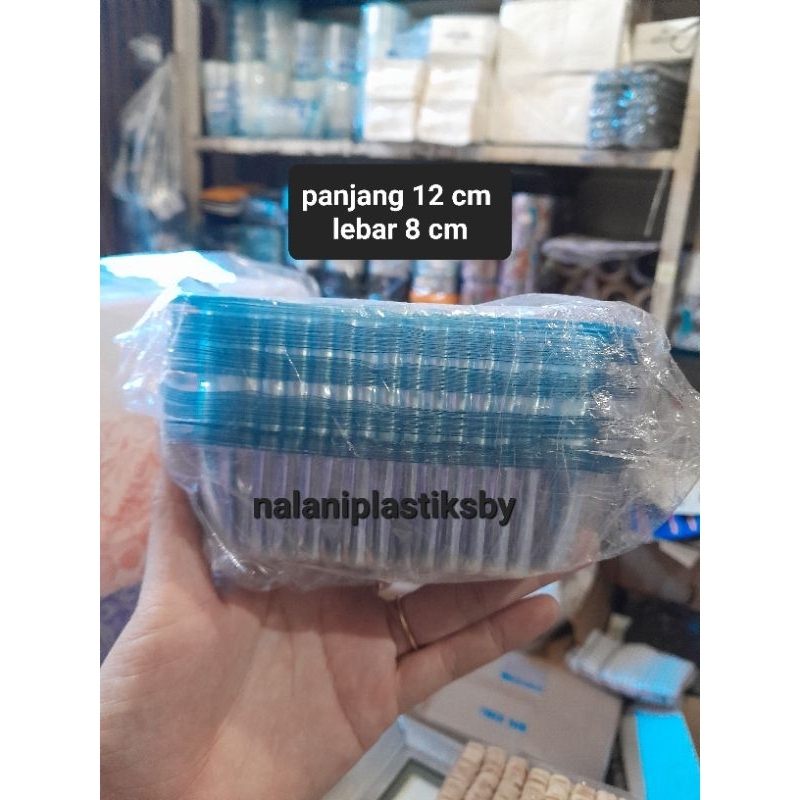 panjang 12 cm
lebar 8 cm
nalaniplastiksby